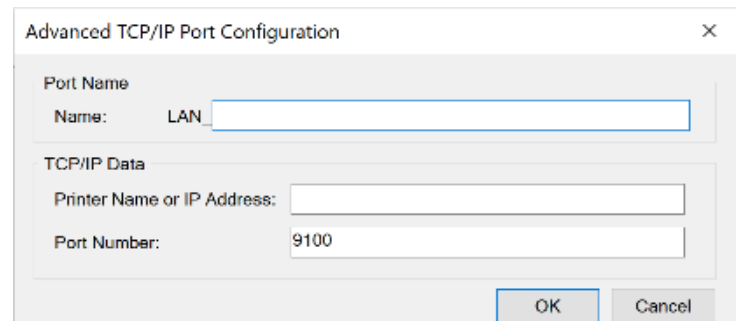 Advanced TCP/IP Port Configuration
Port Name
Name: LAN_
TCP/IP Data
Printer Name or IP Address:
Port Number: 9100
OK Cancel